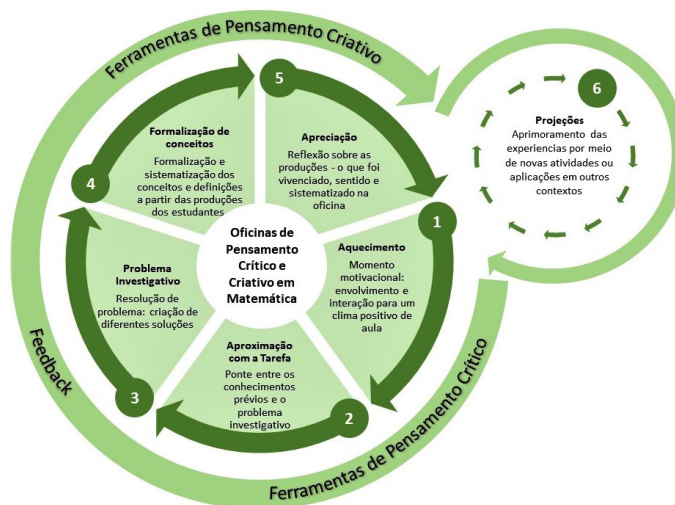 Ferramentas de Pensamento Criativo
5
6
Projeções
Aprimoramento das
experiencias por meio
de novas atividades ou
aplicações em outros
contextos
Formalização de
conceitos
Formalização e
sistematização dos
conceitos e definições
a partir das produções
dos estudantes
Apreciação
Reflexão sobre as
produções - o que foi
vivenciado, sentido e
sistematizado na
oficina
4
1
Oficinas de
Pensamento
Crítico e
Criativo em
Matemática
Aquecimento
Momento
motivacional:
envolvimento e
interação para um
clima positivo de
aula
Problema
Investigativo
Resolução de
problema: criação de
diferentes soluções
Aproximação
com a Tarefa
Ponte entre os
conhecimentos
prévios e o
problema
investigativo
3
2
Feedback
Ferramentas de Pensamento Crítico